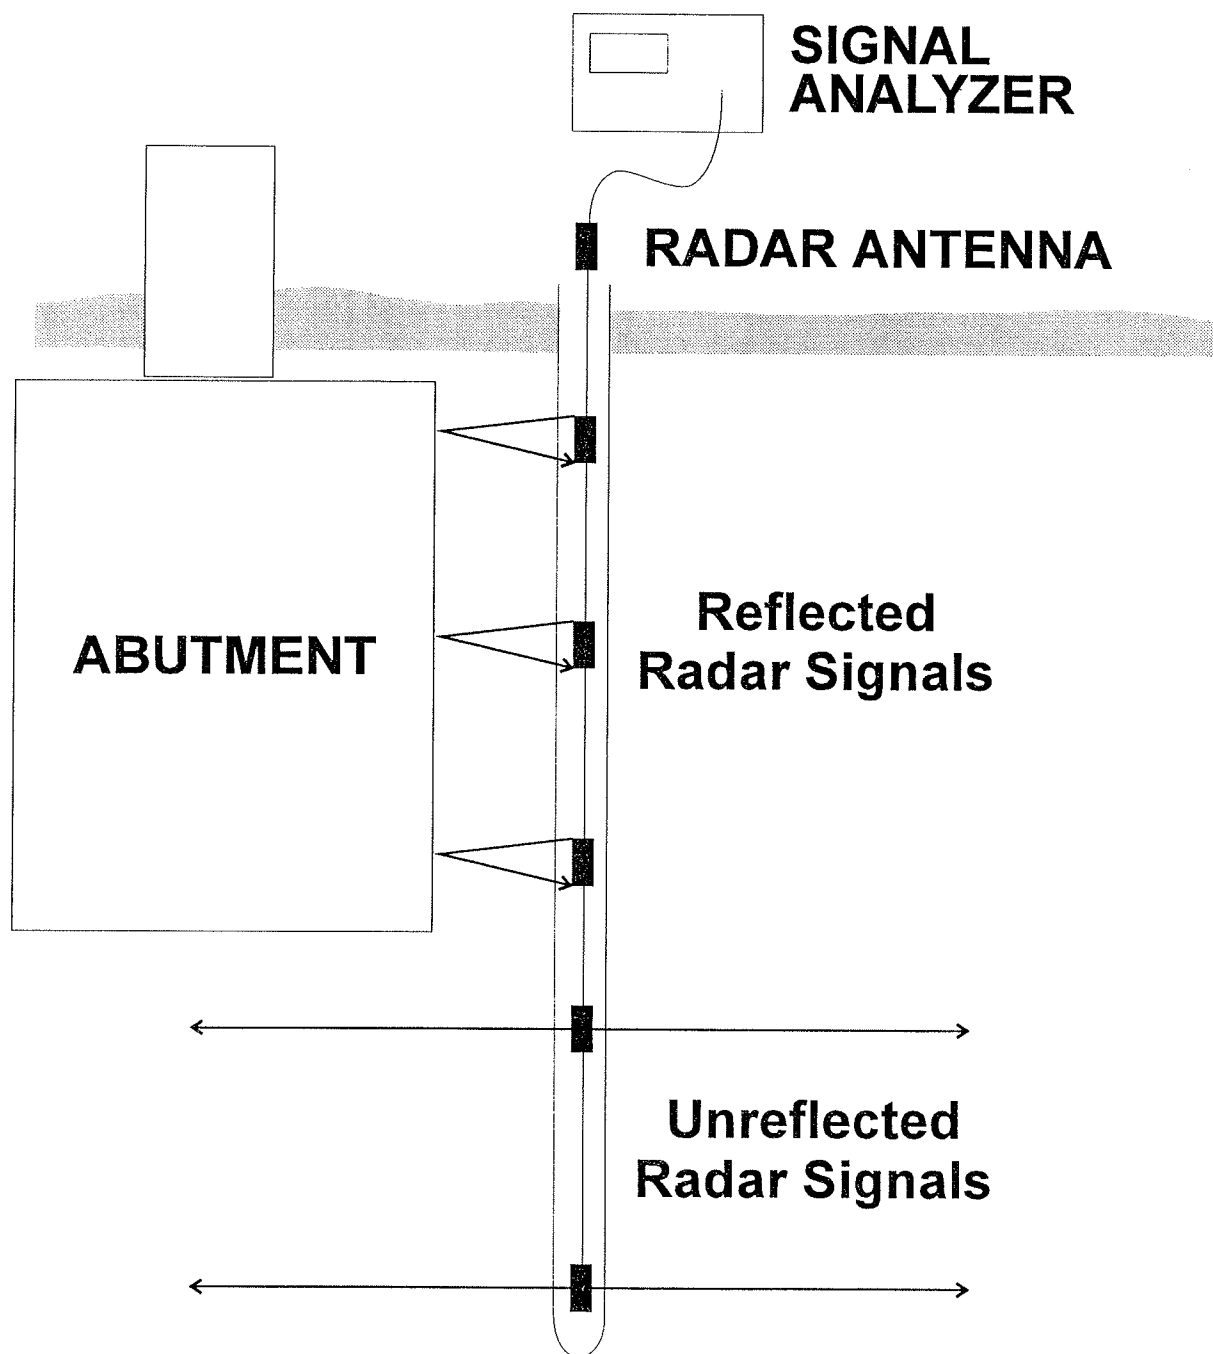 SIGNAL
ANALYZER
RADAR ANTENNA
Reflected
Radar Signals
ABUTMENT
Unreflected
Radar Signals